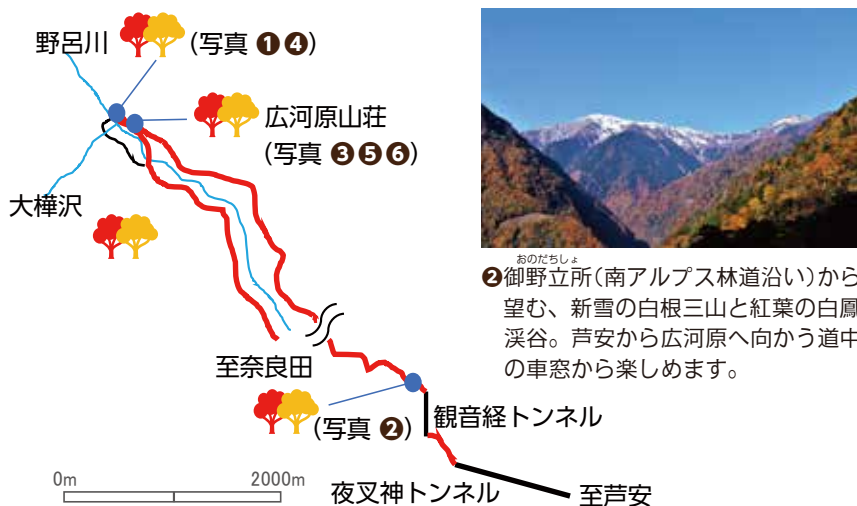 野呂川
(写真 ❶❹)
広河原山荘
(写真 ❸❺❻)
大樺沢
至奈良田
(写真 ❷)
観音経トンネル
夜叉神トンネル
至芦安
0m
2000m
おのだちしょ
❷御野立所(南アルプス林道沿い)から
望む、新雪の白根三山と紅葉の白鳳
渓谷。芦安から広河原へ向かう道中
の車窓から楽しめます。